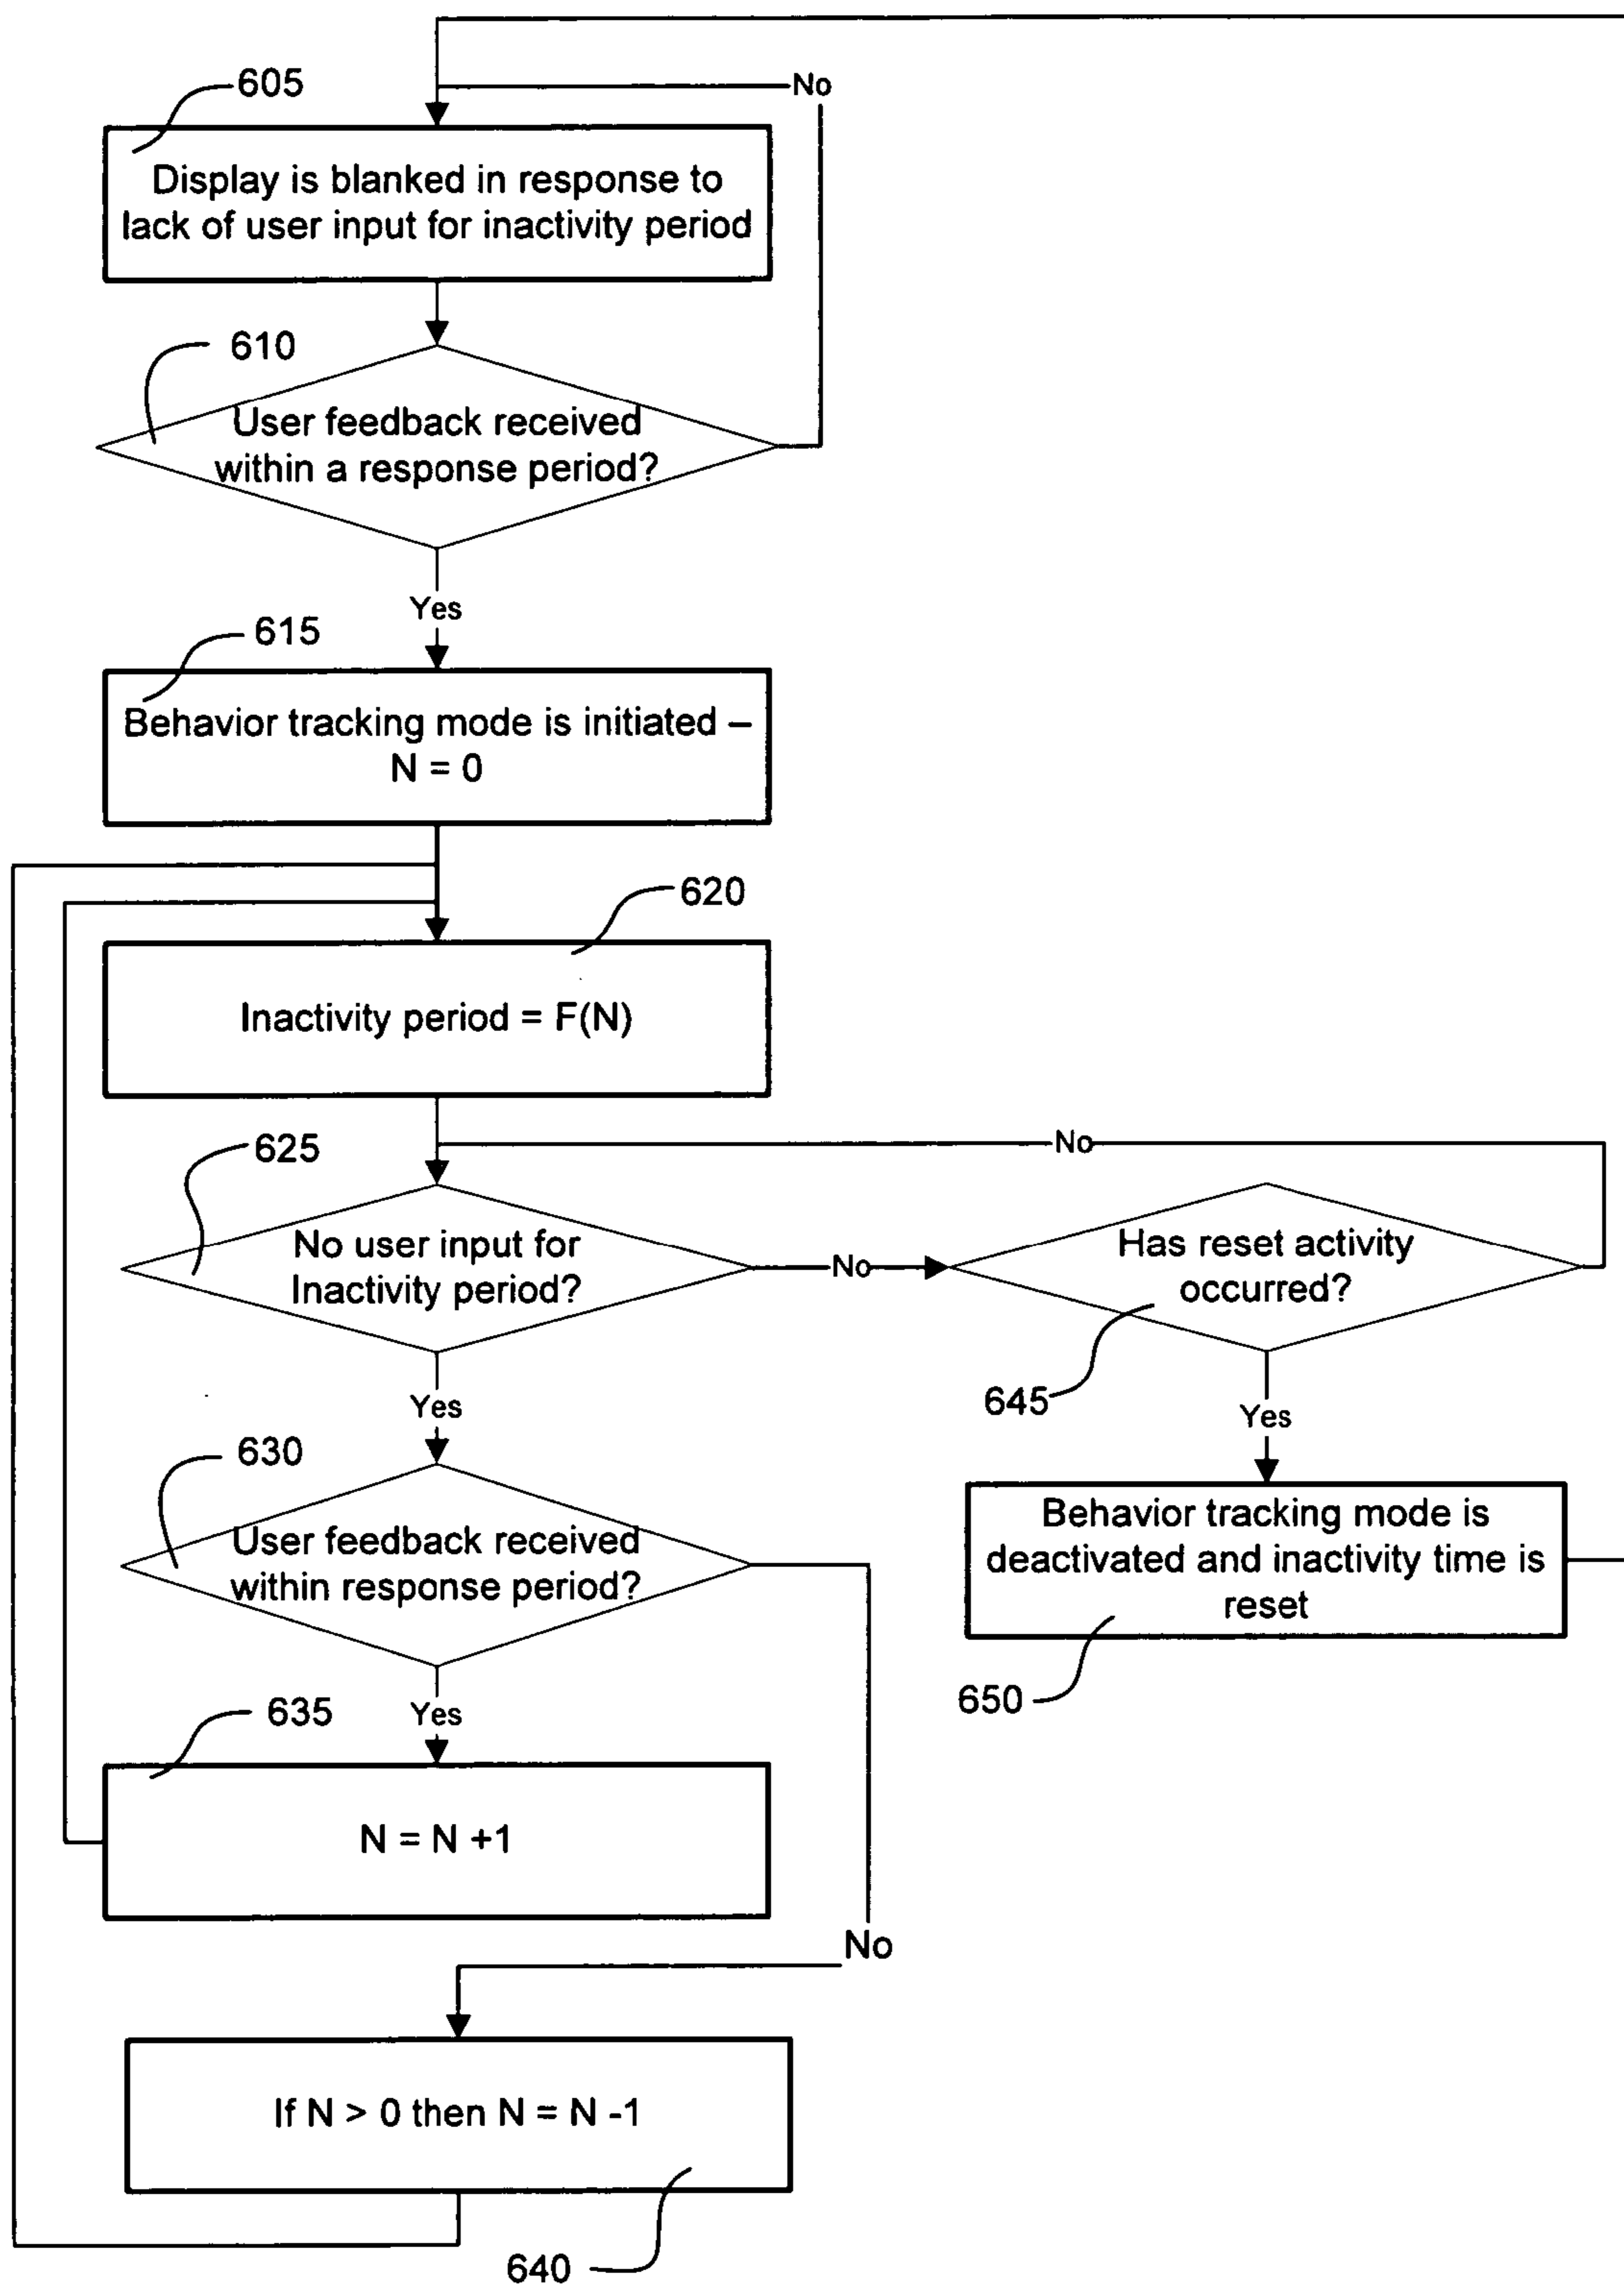 605
No
Display is blanked in response to
lack of user input for inactivity period
610
User feedback received
within a response period?
Yes
615
Behavior tracking mode is initiated –
N = 0
620
Inactivity period = F(N)
625
No
No user input for
Inactivity period?
No
Has reset activity
occurred?
645
Yes
Yes
630
User feedback received
within response period?
Behavior tracking mode is
deactivated and inactivity time is
reset
650
Yes
635
N = N +1
No
If N > 0 then N = N -1
640